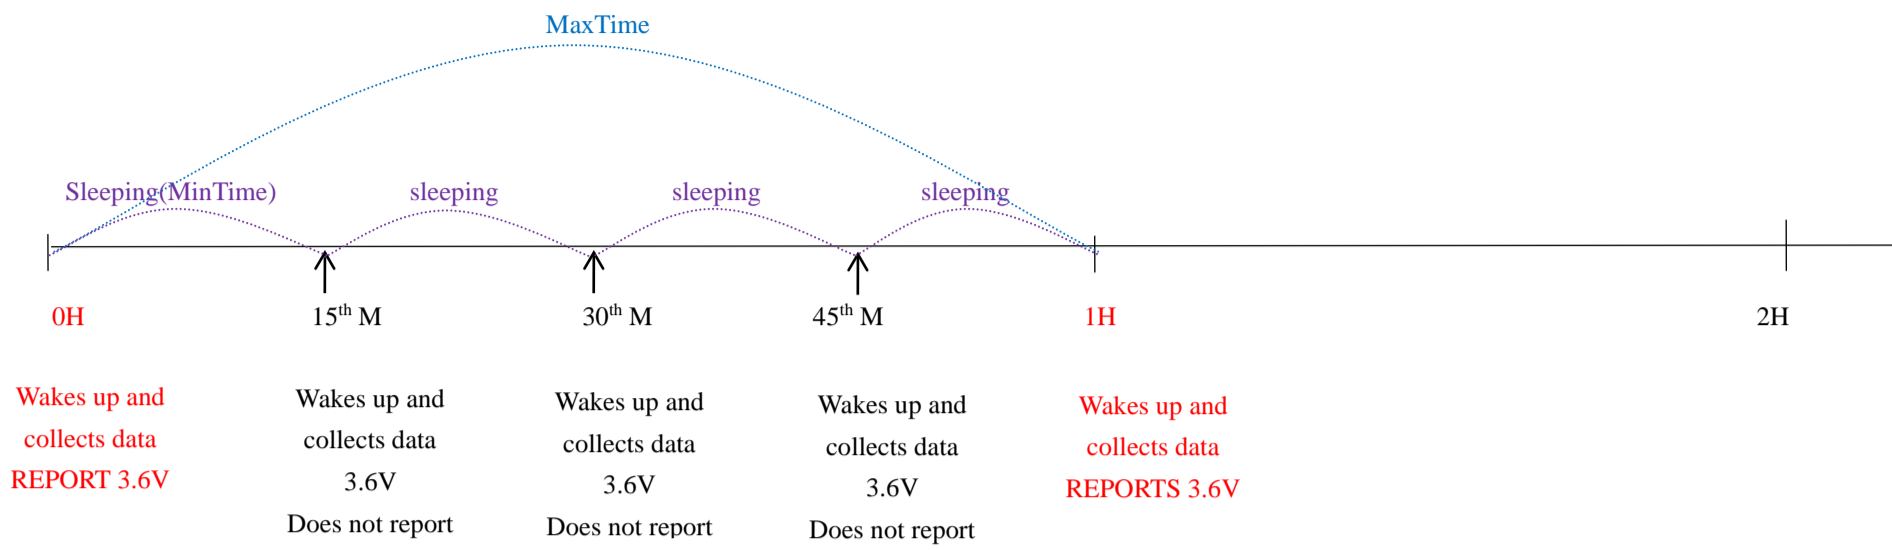 MaxTime
Sleeping(MinTime)
sleeping
sleeping
sleeping
0H
15th M
30th M
45th M
1H
2H
Wakes up and
collects data
REPORT 3.6V
Wakes up and
collects data
3.6V
Does not report
Wakes up and
collects data
3.6V
Does not report
Wakes up and
collects data
3.6V
Does not report
Wakes up and
collects data
REPORTS 3.6V